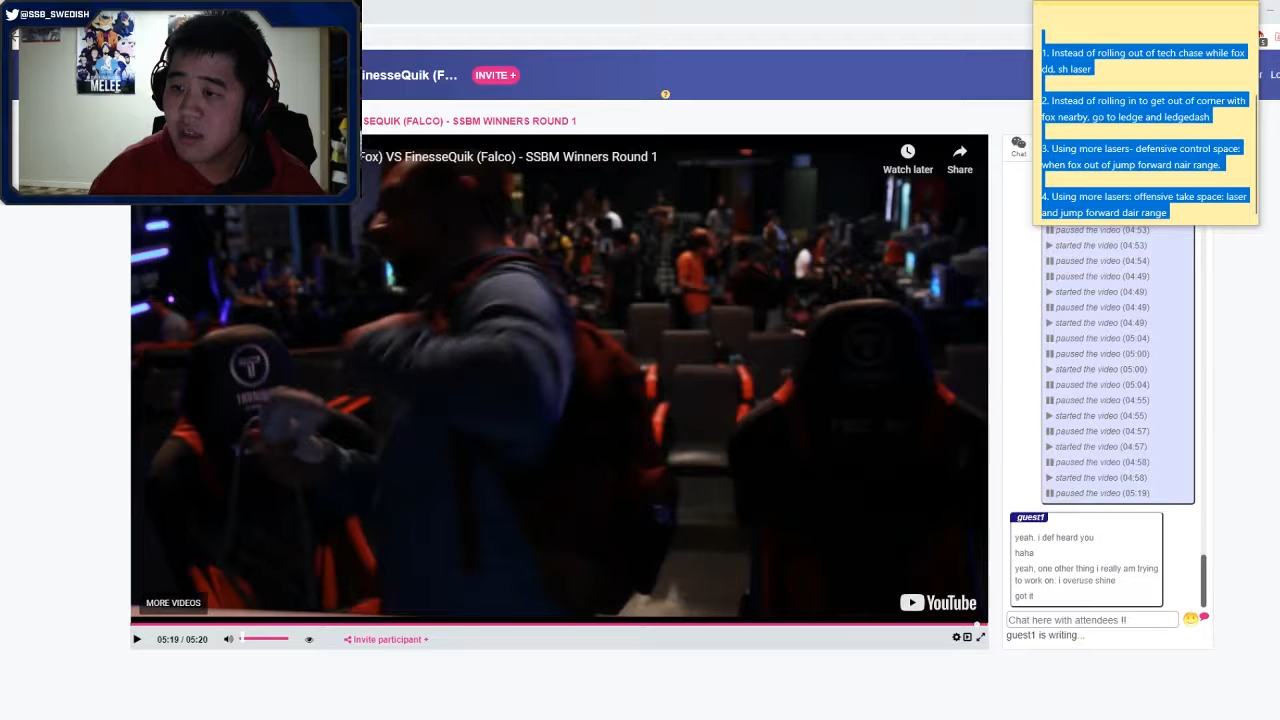 @SSB_SWEDISH
MELEE
inesseQuik (F...
INVITE +
?
SEQUIK (FALCO) - SSBM WINNERS ROUND 1
Fox) VS FinesseQuik (Falco) - SSBM Winners Round 1
Watch later
Share
Chat
1. Instead of rolling out of tech chase while fox
dd, sh laser
2. Instead of rolling in to get out of corner with
fox nearby, go to ledge and ledgedash
3. Using more lasers- defensive control space:
when fox out of jump forward nair range.
4. Using more lasers: offensive take space: laser
and jump forward dair range
paused the video (04:53)
started the video (04:53)
paused the video (04:54)
paused the video (04:49)
started the video (04:49)
paused the video (04:49)
started the video (04:49)
paused the video (05:04)
paused the video (05:00)
started the video (05:00)
paused the video (05:04)
paused the video (04:55)
started the video (04:55)
paused the video (04:57)
started the video (04:57)
paused the video (04:58)
started the video (04:58)
paused the video (05:19)
guest1
yeah. i def heard you
haha
yeah, one other thing i really am trying
to work on: i overuse shine
got it
Chat here with attendees !!
guest1 is writing...
MORE VIDEOS
YouTube
05:19 / 05:20
Invite participant +